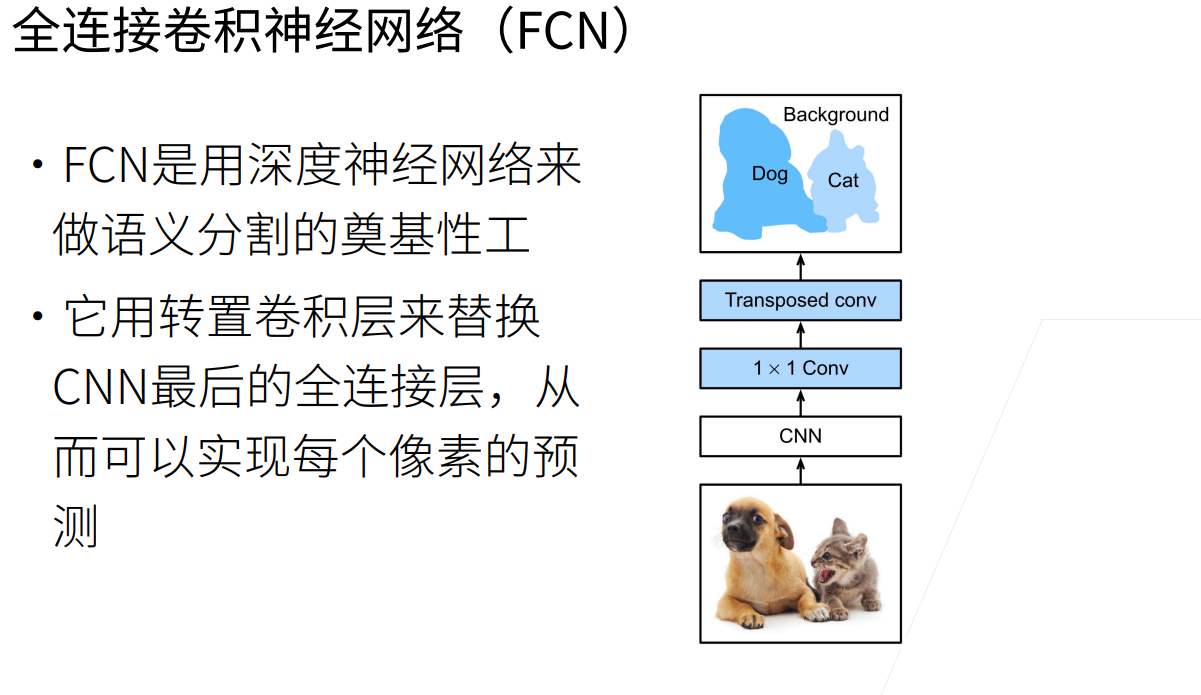 全连接卷积神经网络（FCN）
• FCN是用深度神经网络来
做语义分割的奠基性工
• 它用转置卷积层来替换
CNN最后的全连接层，从
而可以实现每个像素的预
测
Background
Dog
Cat
Transposed conv
1 × 1 Conv
CNN